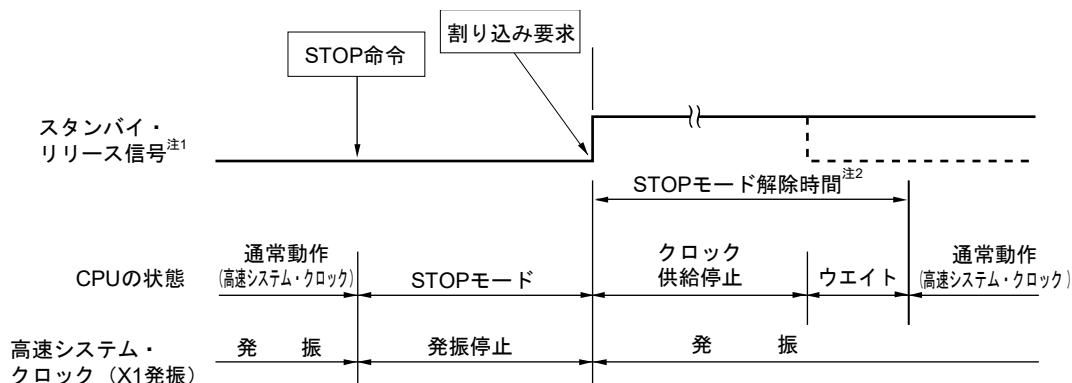 割り込み要求
STOP命令
スタンバイ・
リリース信号注1
STOPモード解除時間注2
CPUの状態
通常動作
(高速システム・クロック)
STOPモード
クロック
供給停止
ウエイト
通常動作
(高速システム・クロック)
高速システム・
クロック（X1発振）
発　振
発振停止
発　振